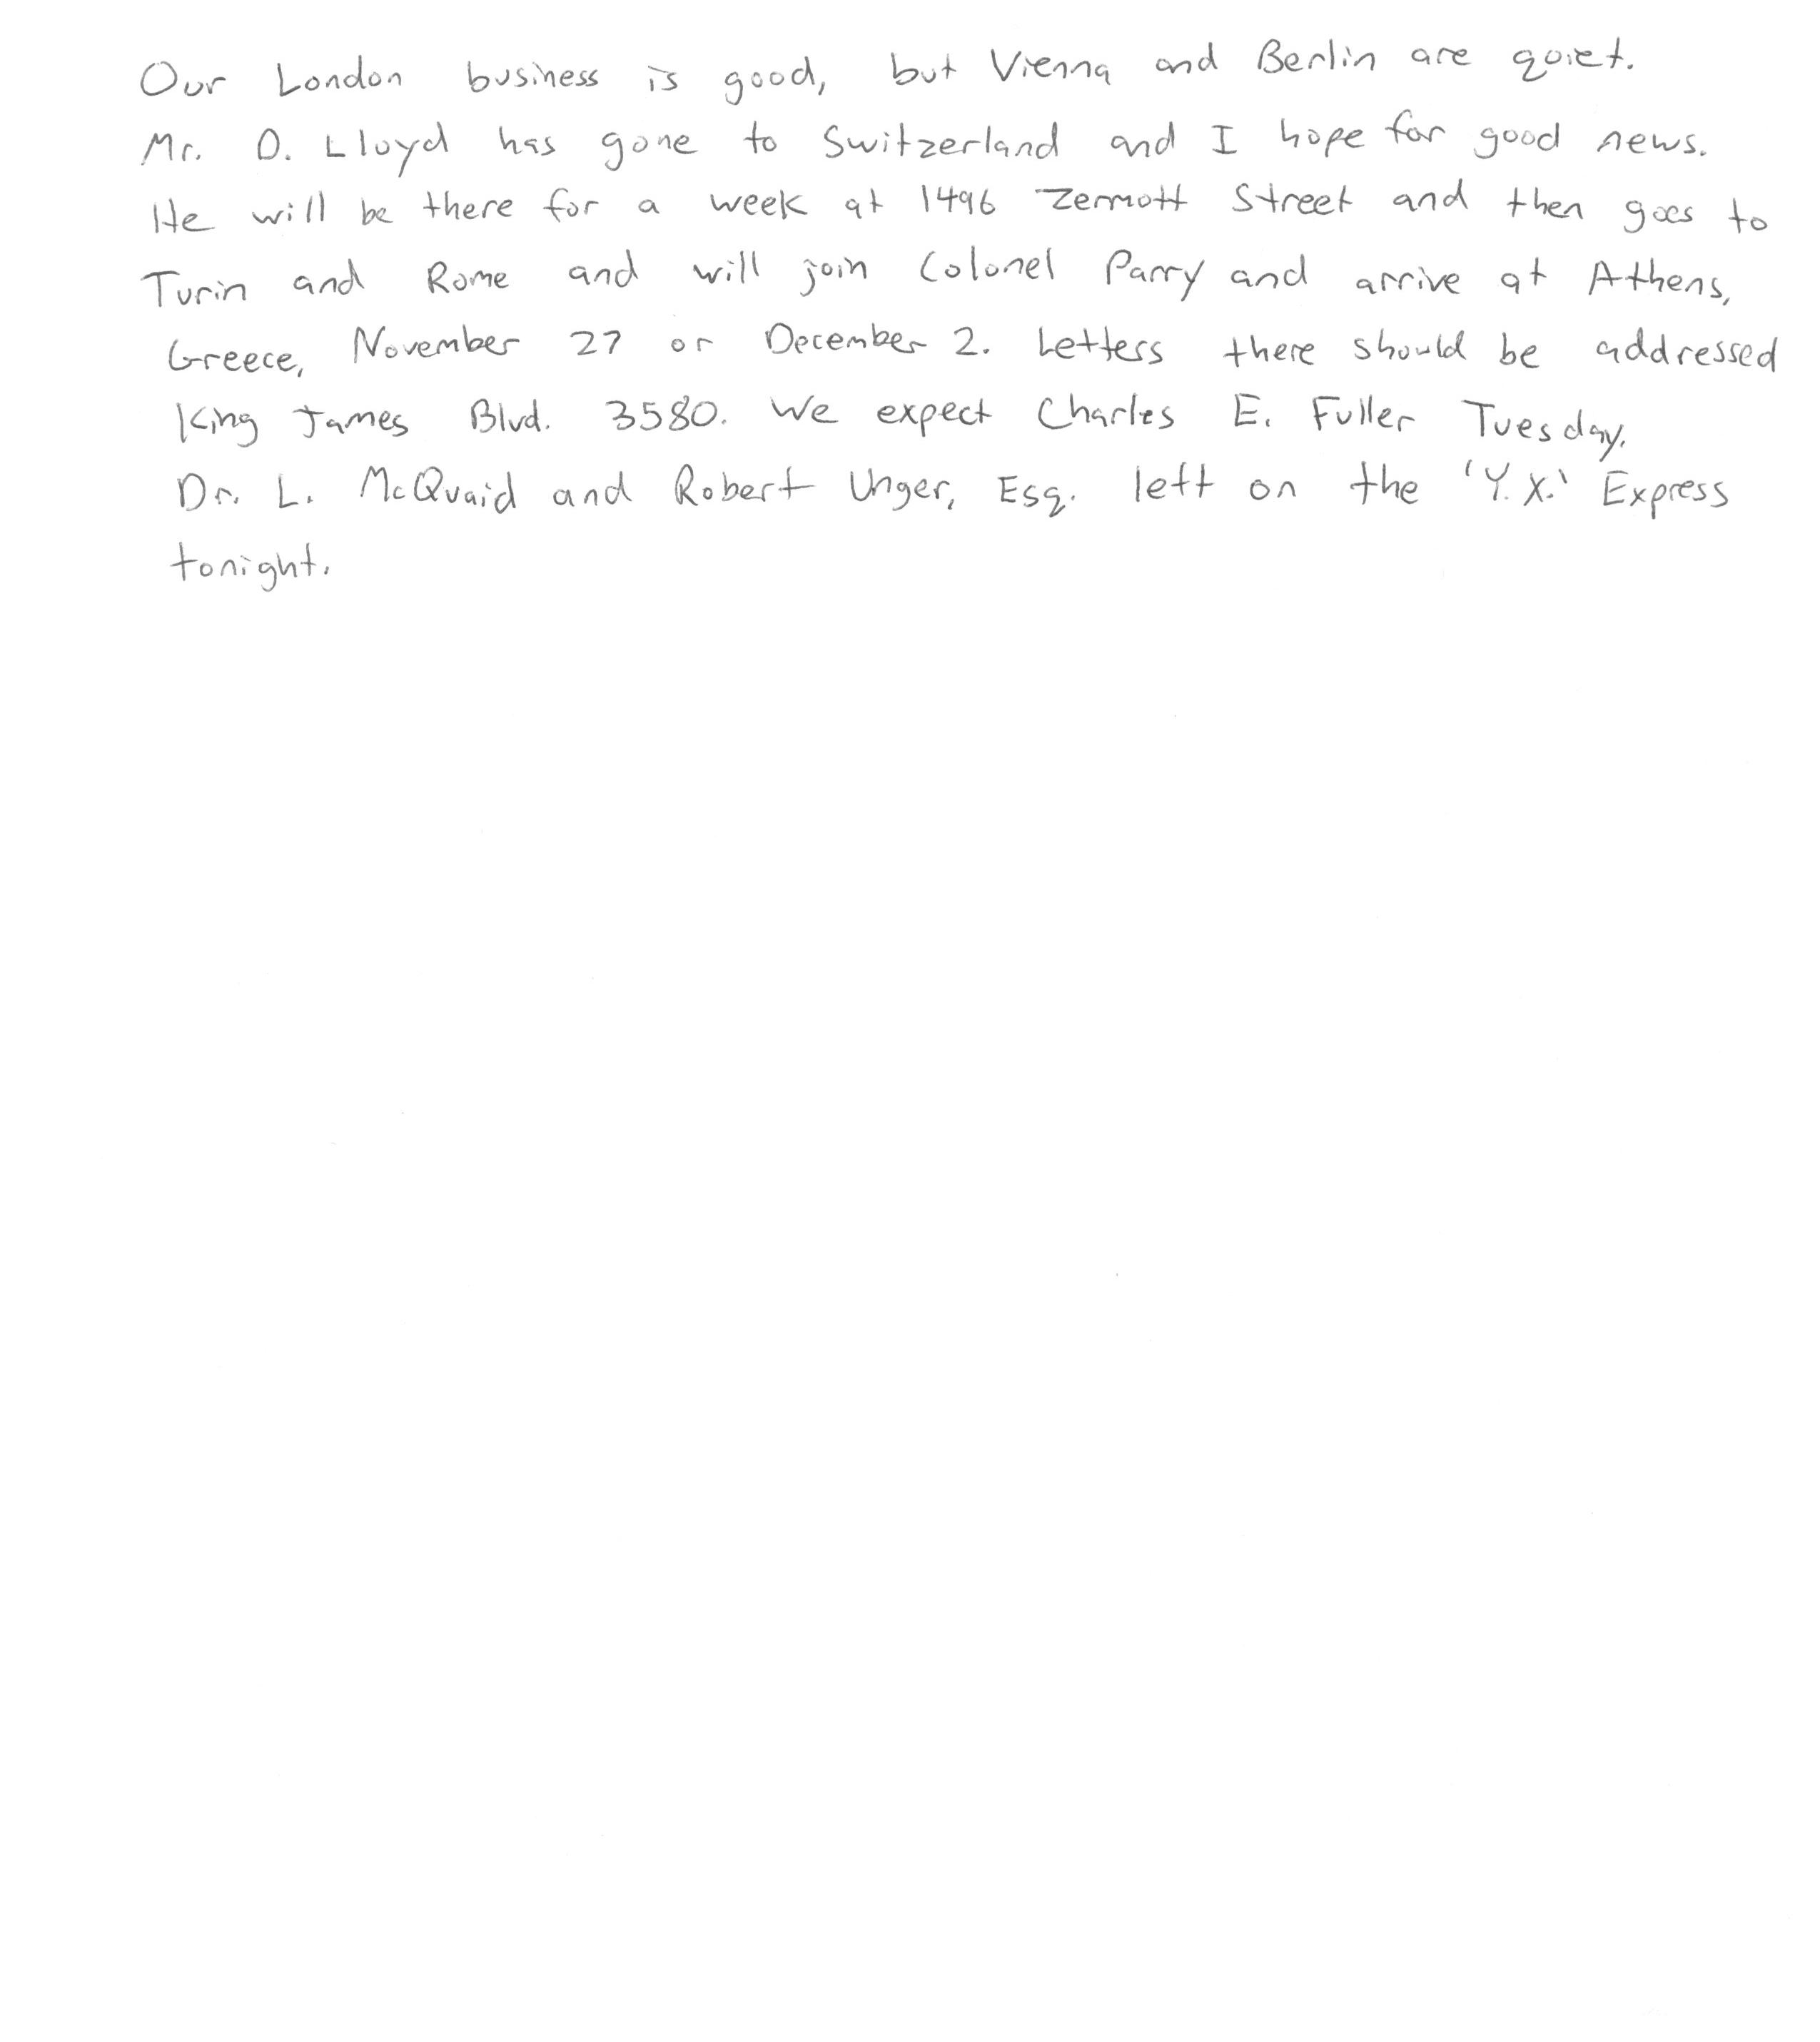 Our London business is good, but Vienna and Berlin are quiet.
Mr. D. Lloyd has gone to Switzerland and I hope for good news.
He will be there for a week at 1496 Zermott Street and then goes to
Turin and Rome and will join Colonel Parry and arrive at Athens,
Greece, November 27 or December 2. Letters there should be addressed
King James Blvd. 3580. We expect Charles E. Fuller Tuesday.
Dr. L. McQuaid and Robert Unger, Esq. left on the 'Y.X.' Express
tonight.